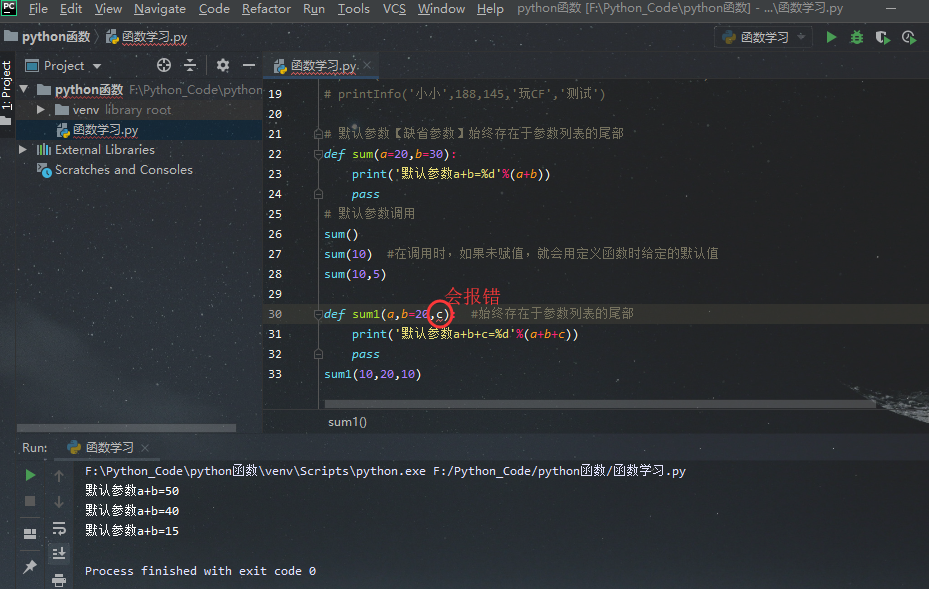 PC File Edit View Navigate Code Refactor Run Tools VCS Window Help python函数 [F:\Python_Code\python函数] - ...\函数学习.py
python函数 函数学习.py 函数学习
1: Project
Project
函数学习.py
python函数 F:\Python_Code\python
venv library root
函数学习.py
External Libraries
Scratches and Consoles
19 # printInfo('小小',188,145,'玩CF','测试')
20
21 # 默认参数【缺省参数】始终存在于参数列表的尾部
22 def sum(a=20,b=30):
23 print('默认参数a+b=%d'%(a+b))
24 pass
25 # 默认参数调用
26 sum()
27 sum(10) #在调用时，如果未赋值，就会用定义函数时给定的默认值
28 sum(10,5)
29
会报错
30 def sum1(a,b=20,c): #始终存在于参数列表的尾部
31 print('默认参数a+b+c=%d'%(a+b+c))
32 pass
33 sum1(10,20,10)
sum1()
Run: 函数学习
F:\Python_Code\python函数\venv\Scripts\python.exe F:/Python_Code/python函数/函数学习.py
默认参数a+b=50
默认参数a+b=40
默认参数a+b=15
Process finished with exit code 0